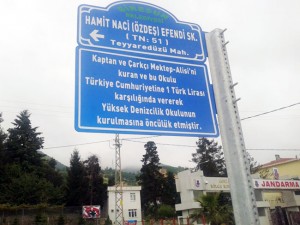 HAMİT NACİ (ÖZDEŞ) EFENDİ SK.
( TN: 51 )
Teyyaredüzü Mah.
Kaptan ve Çarkçı Mektep-Alisi'ni
kuran ve bu Okulu
Türkiye Cumhuriyetine 1 Türk Lirası
karşılığında vererek
Yüksek Denizcilik Okulunun
kurulmasına öncülük etmiştir.
JANDARMA